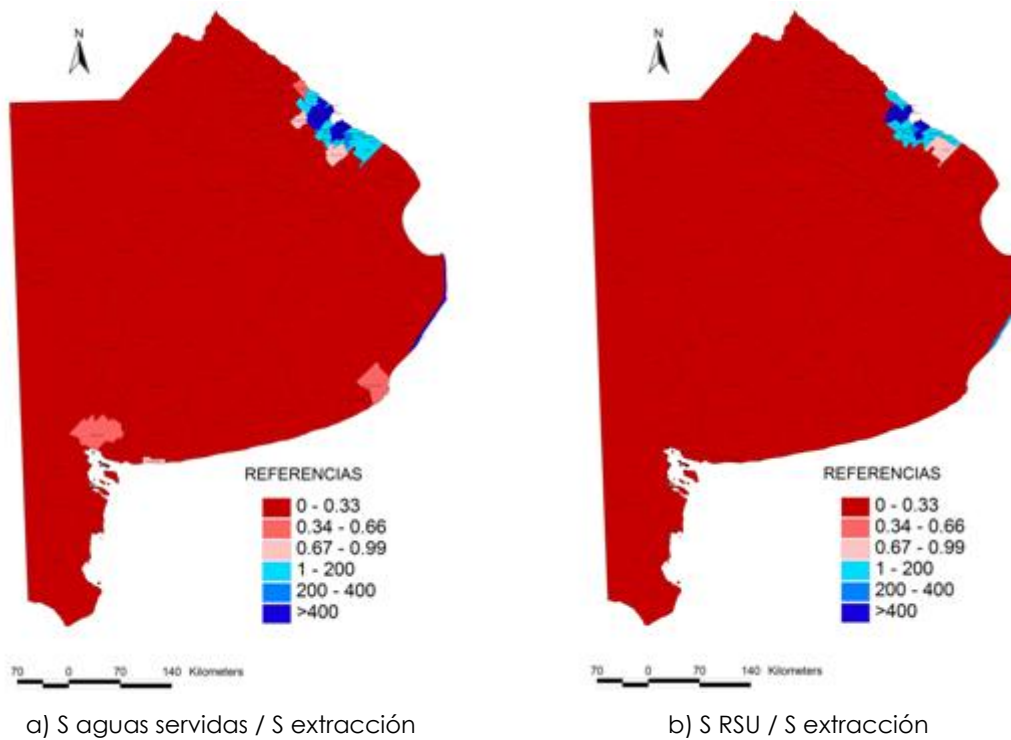 N
REFERENCIAS
0 - 0.33
0.34 - 0.66
0.67 - 0.99
1 - 200
200 - 400
>400
70 0 70 140 Kilometers
a) S aguas servidas / S extracción
N
REFERENCIAS
0 - 0.33
0.34 - 0.66
0.67 - 0.99
1 - 200
200 - 400
>400
70 0 70 140 Kilometers
b) S RSU / S extracción